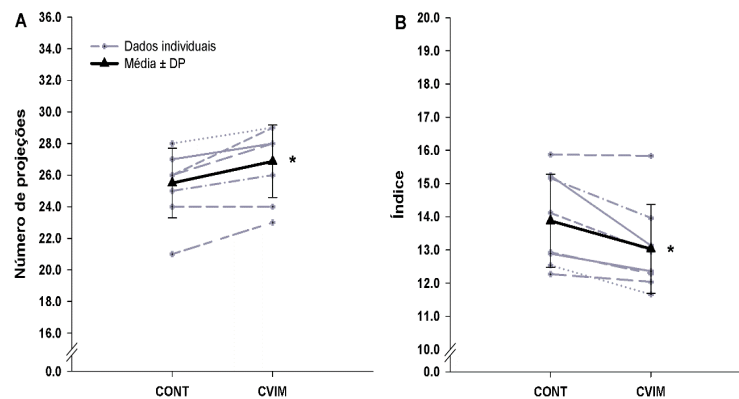 A
Número de projeções
36.0
34.0
32.0
30.0
28.0
26.0
24.0
22.0
20.0
18.0
16.0
0.0
Dados individuais
Média ± DP
*
CONT
CVIM
B
Índice
20.0
19.0
18.0
17.0
16.0
15.0
14.0
13.0
12.0
11.0
10.0
0.0
*
CONT
CVIM